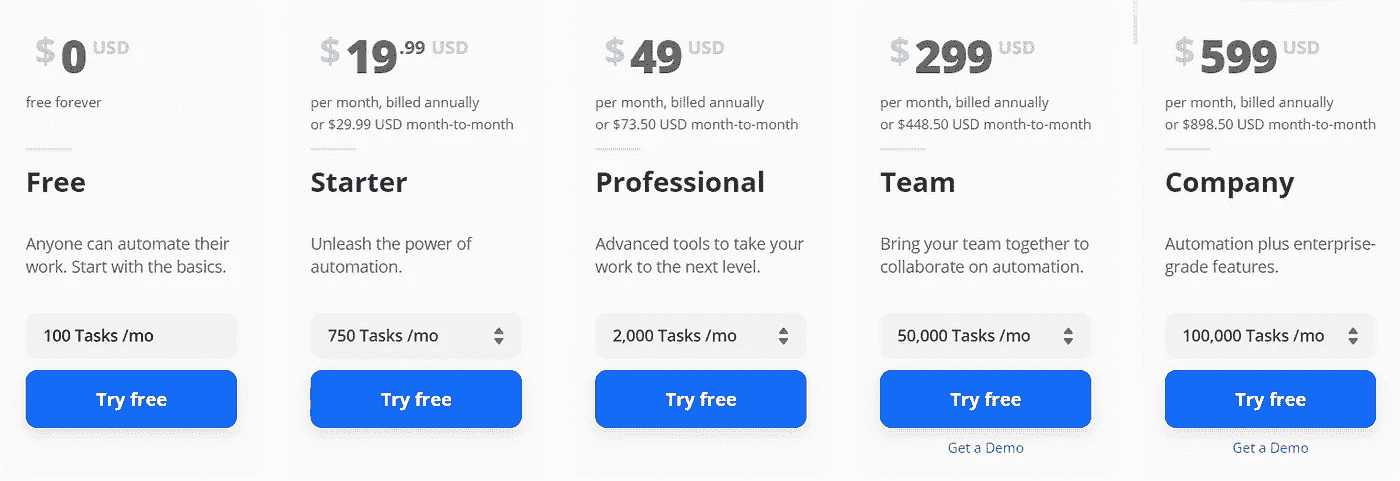 $0 USD
free forever
Free
Anyone can automate their
work. Start with the basics.
100 Tasks /mo
Try free
$19.99 USD
per month, billed annually
or $29.99 USD month-to-month
Starter
Unleash the power of
automation.
750 Tasks /mo
Try free
$49 USD
per month, billed annually
or $73.50 USD month-to-month
Professional
Advanced tools to take your
work to the next level.
2,000 Tasks /mo
Try free
$299 USD
per month, billed annually
or $448.50 USD month-to-month
Team
Bring your team together to
collaborate on automation.
50,000 Tasks /mo
Try free
Get a Demo
$599 USD
per month, billed annually
or $898.50 USD month-to-month
Company
Automation plus enterprise-
grade features.
100,000 Tasks /mo
Try free
Get a Demo